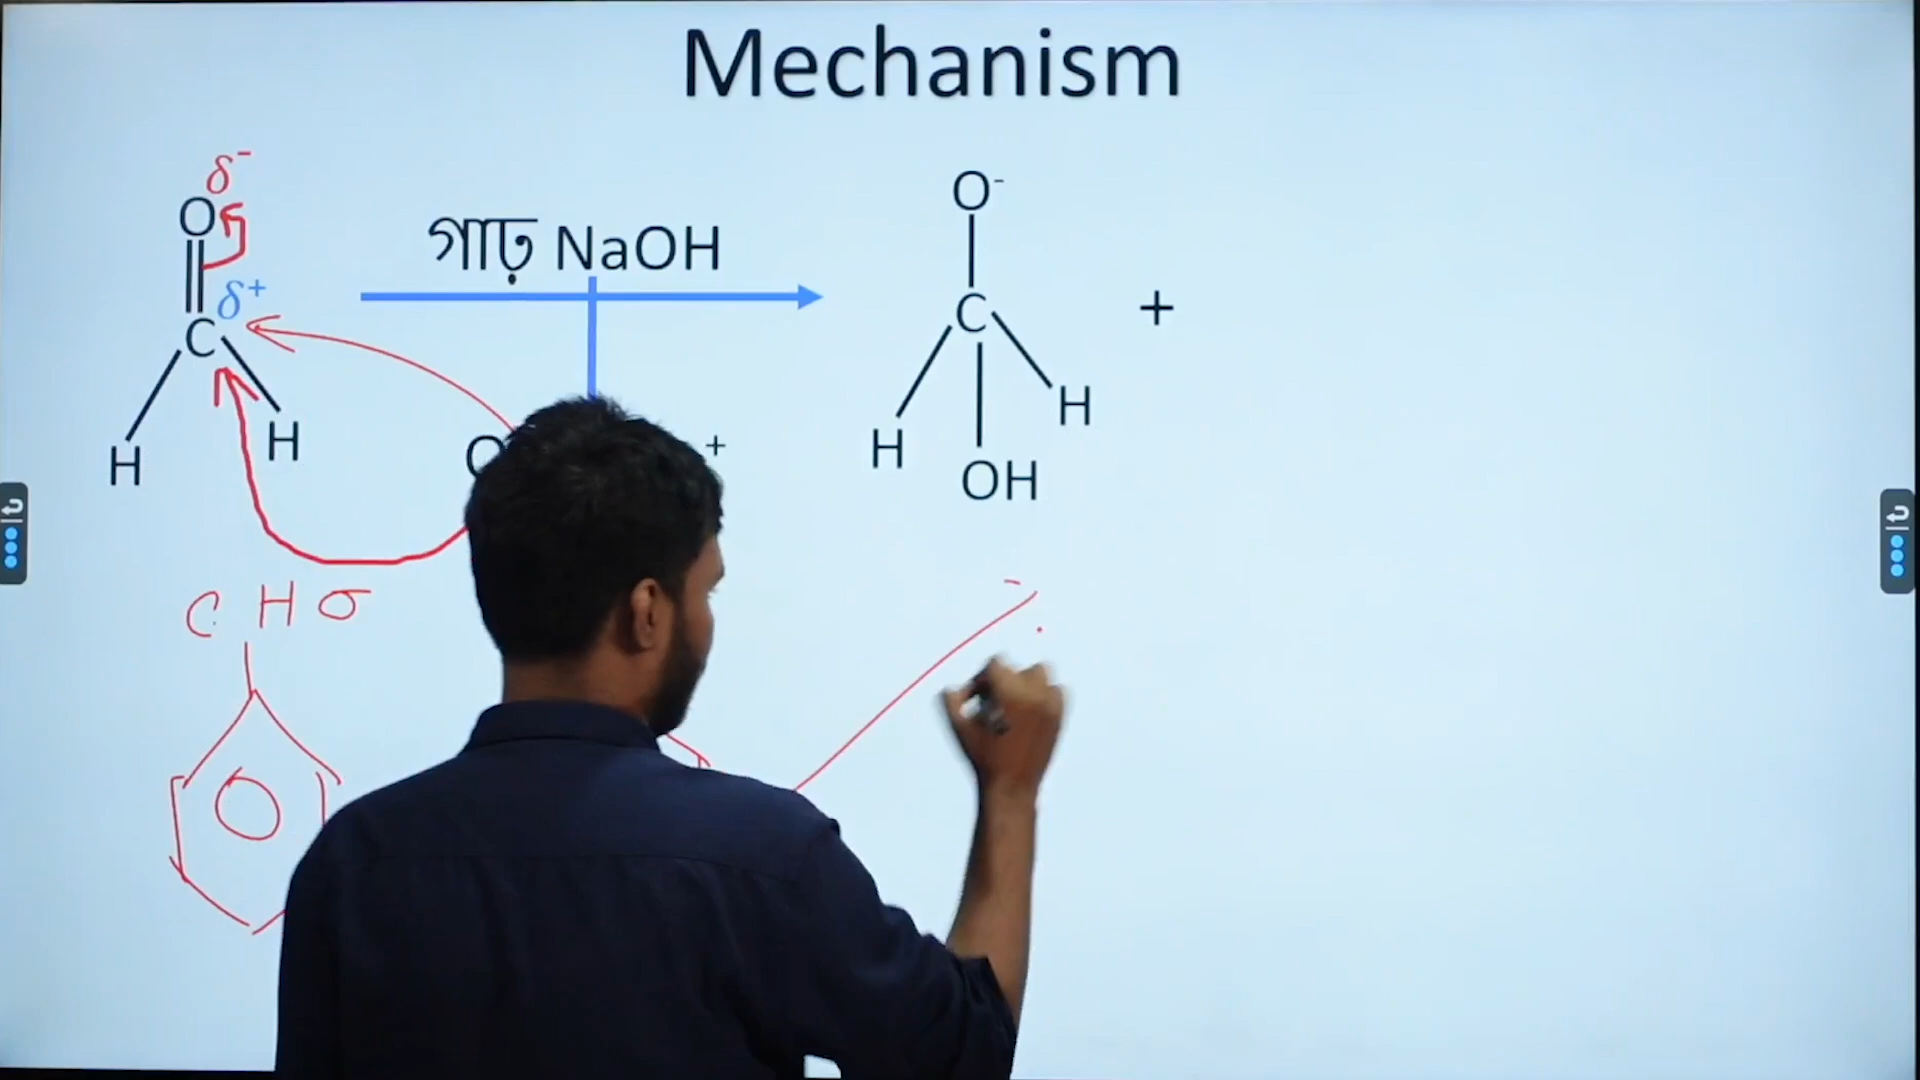 Mechanism
δ⁻
O
গাঢ় NaOH
δ⁺
C
H
H
O⁻
C
H
H
OH
+
+
CHO